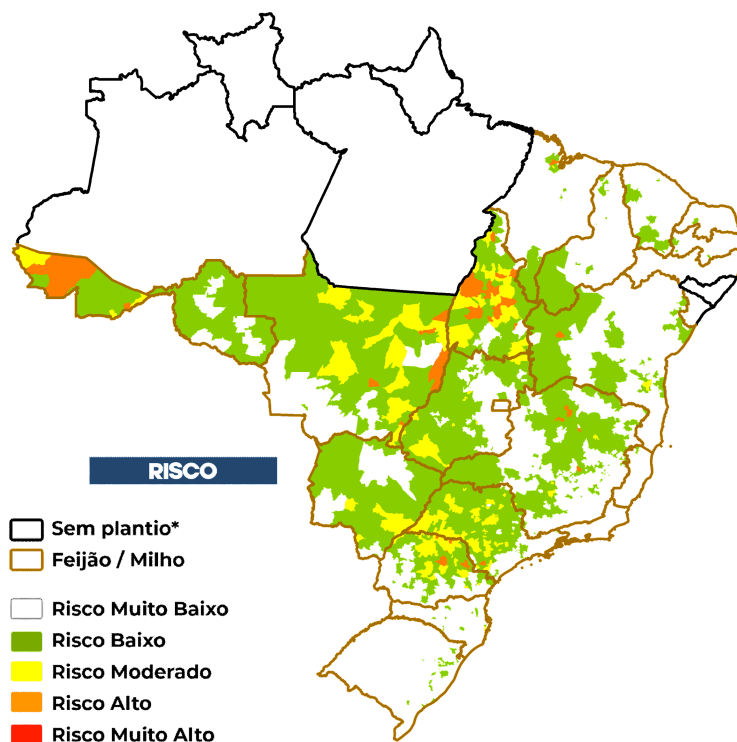 RISCO
Sem plantio*
Feijão / Milho
Risco Muito Baixo
Risco Baixo
Risco Moderado
Risco Alto
Risco Muito Alto